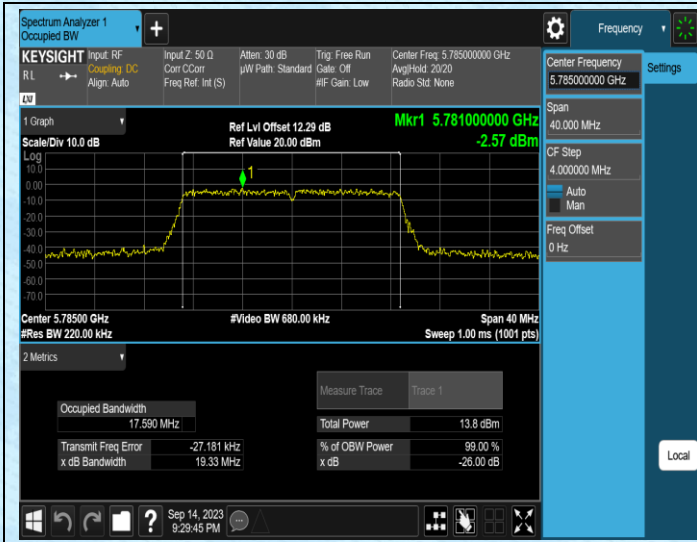 Spectrum Analyzer 1
Occupied BW
Frequency
KEYSIGHT
RL
LXI
Input: RF
Coupling: DC
Align: Auto
Input Z: 50 Ω
Corr CCorr
Freq Ref: Int (S)
Atten: 30 dB
µW Path: Standard
Trig: Free Run
Gate: Off
#IF Gain: Low
Center Freq: 5.785000000 GHz
Avg|Hold: 20/20
Radio Std: None
Center Frequency
5.785000000 GHz
Settings
Span
40.000 MHz
CF Step
4.000000 MHz
Auto
Man
Freq Offset
0 Hz
1 Graph
Scale/Div 10.0 dB
Ref Lvl Offset 12.29 dB
Ref Value 20.00 dBm
Mkr1 5.781000000 GHz
-2.57 dBm
Log
10.0
0.00
-10.0
-20.0
-30.0
-40.0
-50.0
-60.0
-70.0
1
Center 5.78500 GHz
#Res BW 220.00 kHz
#Video BW 680.00 kHz
Span 40 MHz
Sweep 1.00 ms (1001 pts)
2 Metrics
Measure Trace Trace 1
Occupied Bandwidth
17.590 MHz
Total Power 13.8 dBm
Transmit Freq Error -27.181 kHz
% of OBW Power 99.00 %
x dB Bandwidth 19.33 MHz
x dB -26.00 dB
Local
?
Sep 14, 2023
9:29:45 PM